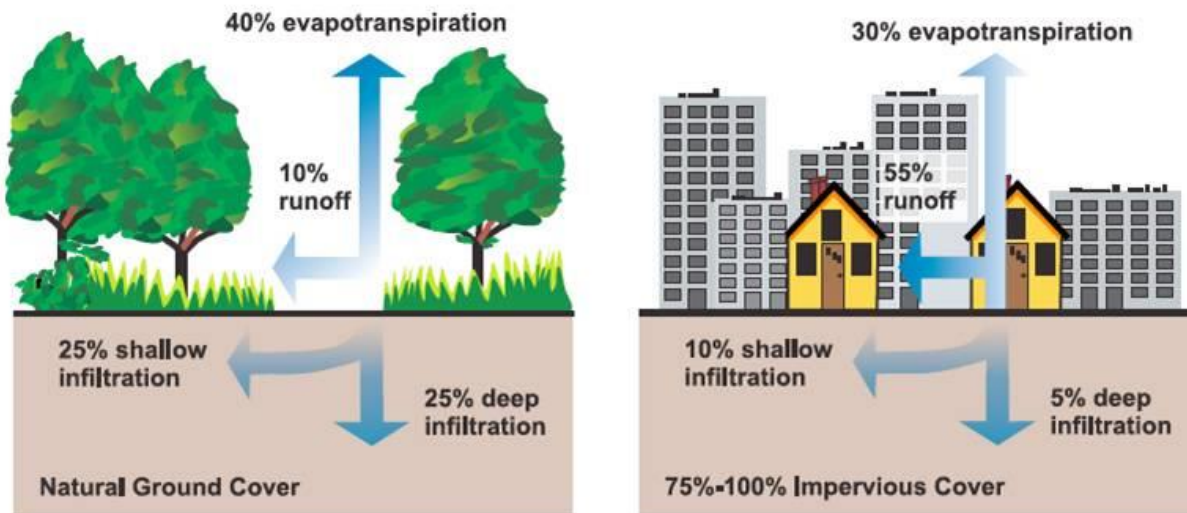 40% evapotranspiration
10%
runoff
25% shallow
infiltration
25% deep
infiltration
Natural Ground Cover
30% evapotranspiration
55%
runoff
10% shallow
infiltration
5% deep
infiltration
75%-100% Impervious Cover